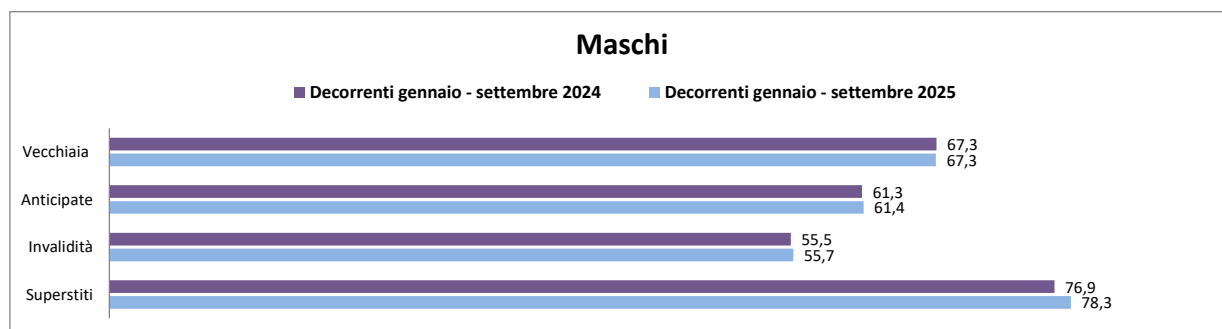 Maschi
Decorrenti gennaio - settembre 2024 Decorrenti gennaio - settembre 2025
Vecchiaia 67,3
67,3
Anticipate 61,3
61,4
Invalidità 55,5
55,7
Superstiti 76,9
78,3